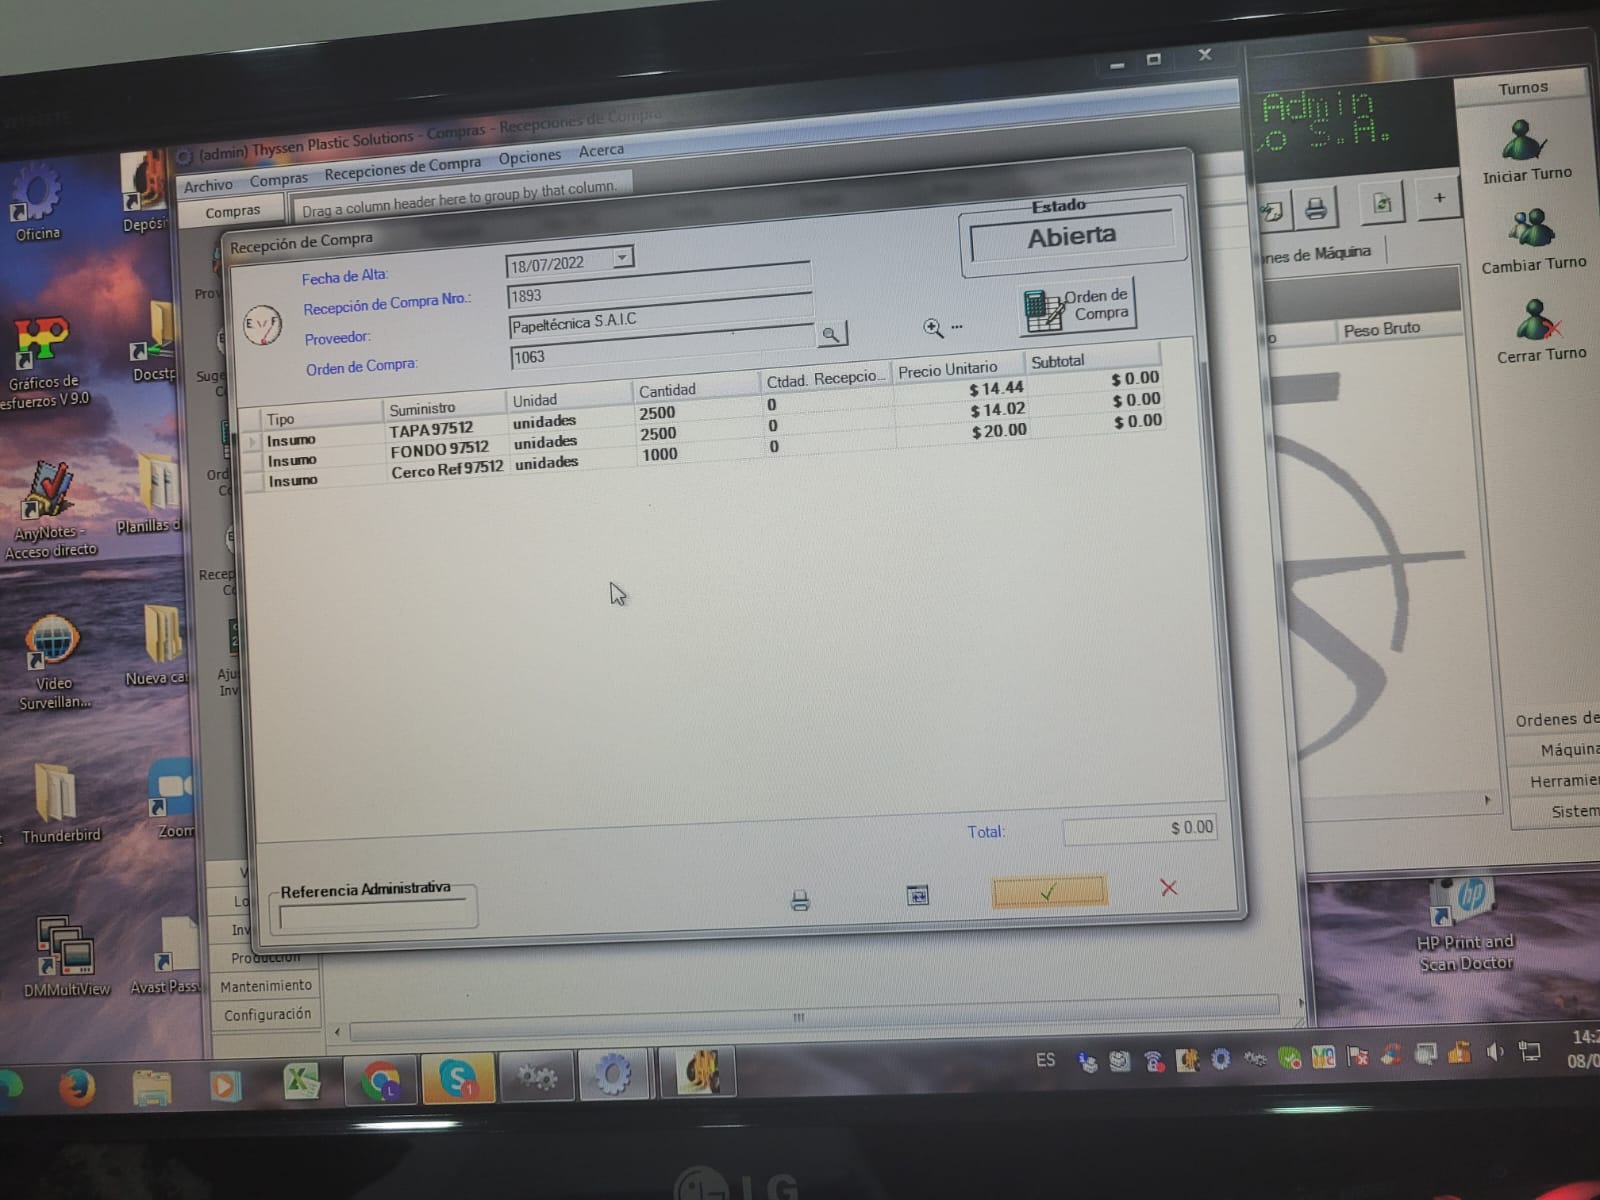 (admin) Thyssen Plastic Solutions - Compras - Recepciones de Compra
Archivo Compras Recepciones de Compra Opciones Acerca
Compras
Drag a column header here to group by that column.
Recepción de Compra
Fecha de Alta:
18/07/2022
Recepción de Compra Nro.:
1893
Proveedor:
Papeltécnica S.A.I.C
Orden de Compra:
1063
Estado
Abierta
Orden de
Compra
Tipo Suministro Unidad Cantidad Ctdad. Recepcio... Precio Unitario Subtotal
Insumo TAPA 97512 unidades 2500 0 $ 14.44 $ 0.00
Insumo FONDO 97512 unidades 2500 0 $ 14.02 $ 0.00
Insumo Cerco Ref 97512 unidades 1000 0 $ 20.00 $ 0.00
Total:
$ 0.00
Referencia Administrativa
Prov
Suge
Ord
Recep
Aju
Inv
Lo
Inv
Producción
Mantenimiento
Configuración
Oficina
Gráficos de
esfuerzos V 9.0
AnyNotes -
Acceso directo
Video
Surveillan...
Thunderbird
DMMultiView
Depósi
Docstp
Planillas d
Nueva ca
Zoom
Avast Pass
Admin
o S.A.
ones de Máquina
Peso Bruto
Turnos
Iniciar Turno
Cambiar Turno
Cerrar Turno
Ordenes de
Máquina
Herramie
Sistem
HP Print and
Scan Doctor
ES
14:2
08/0
LG